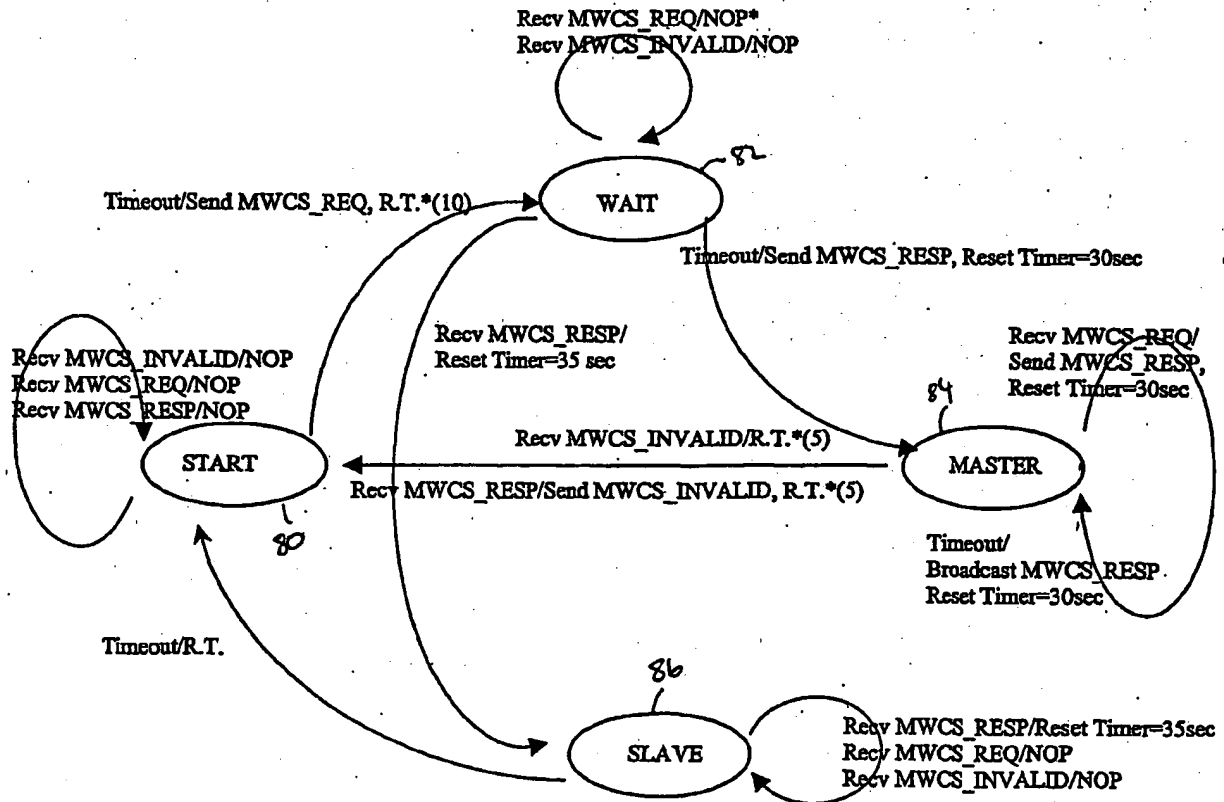 Recv MWCS_REQ/NOP*
Recv MWCS_INVALID/NOP
82
WAIT
Timeout/Send MWCS_REQ, R.T.*(10)
Timeout/Send MWCS_RESP, Reset Timer=30sec
Recv MWCS_RESP/
Reset Timer=35 sec
Recv MWCS_REQ/
Send MWCS_RESP,
Reset Timer=30sec
Recv MWCS_INVALID/NOP
Recv MWCS_REQ/NOP
Recv MWCS_RESP/NOP
84
START
Recv MWCS_INVALID/R.T.*(5)
MASTER
Recv MWCS_RESP/Send MWCS_INVALID, R.T.*(5)
80
Timeout/
Broadcast MWCS_RESP
Reset Timer=30sec
Timeout/R.T.
86
SLAVE
Recv MWCS_RESP/Reset Timer=35sec
Recv MWCS_REQ/NOP
Recv MWCS_INVALID/NOP